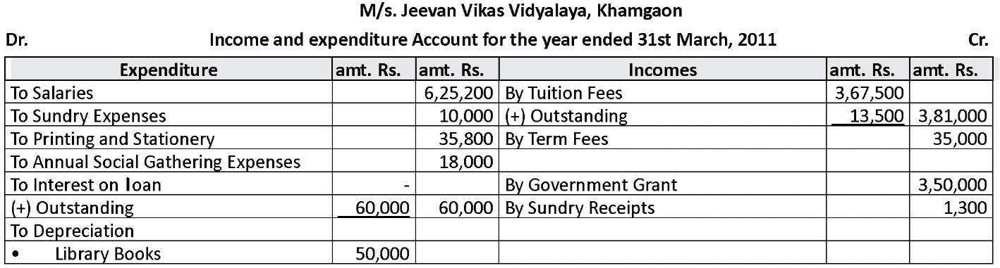 M/s. Jeevan Vikas Vidyalaya, Khamgaon
Dr. Income and expenditure Account for the year ended 31st March, 2011 Cr.
Expenditure amt. Rs. amt. Rs. Incomes amt. Rs. amt. Rs.
To Salaries 6,25,200 By Tuition Fees 3,67,500
To Sundry Expenses 10,000 (+) Outstanding 13,500 3,81,000
To Printing and Stationery 35,800 By Term Fees 35,000
To Annual Social Gathering Expenses 18,000
To Interest on loan - By Government Grant 3,50,000
(+) Outstanding 60,000 60,000 By Sundry Receipts 1,300
To Depreciation
• Library Books 50,000